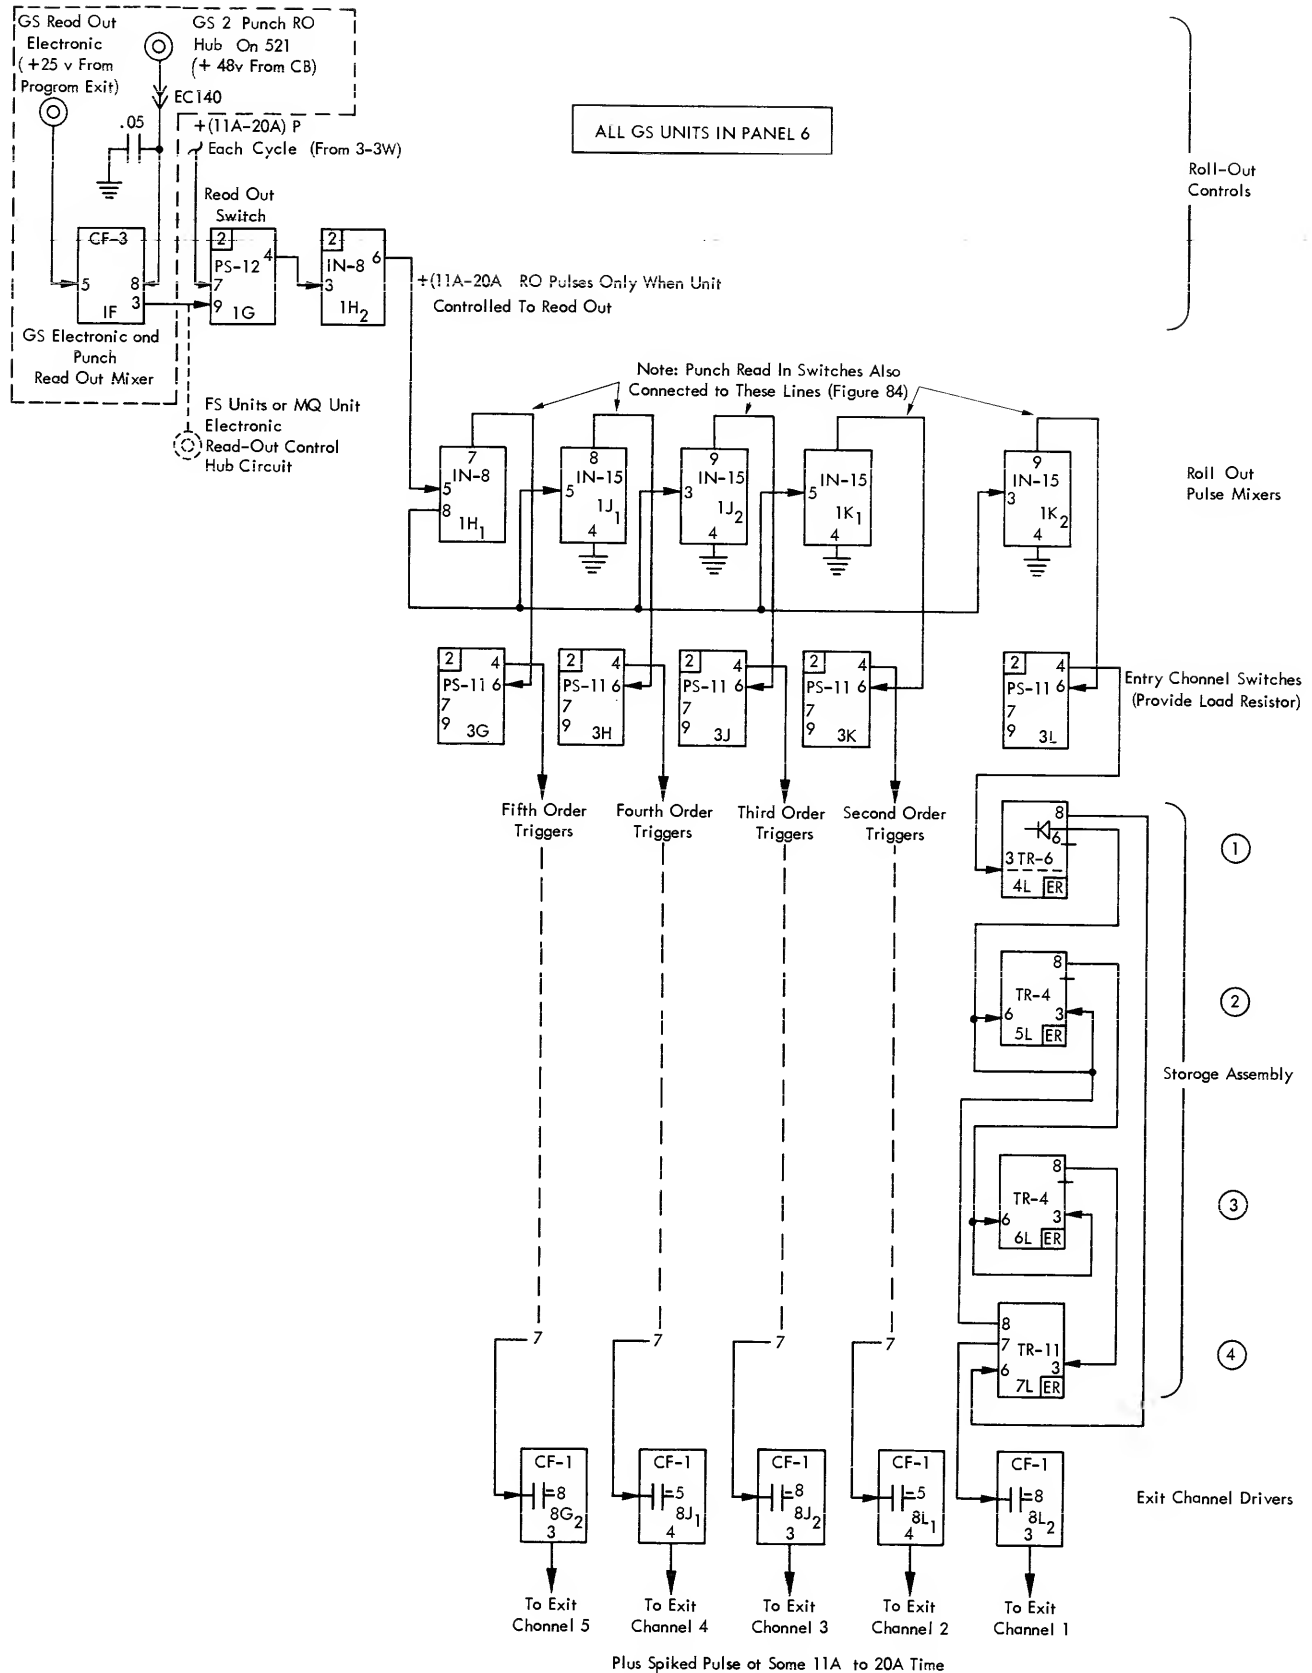 GS Read Out
Electronic
(+25 v From
Program Exit)
GS 2 Punch RO
Hub On 521
(+ 48v From CB)
EC140
.05
+(11A-20A) P
Each Cycle (From 3-3W)
ALL GS UNITS IN PANEL 6
Roll-Out
Controls
Read Out
Switch
CF-3
5
8
3
1F
2
4
PS-12
7
9
1G
2
6
IN-8
3
1H2
+(11A-20A RO Pulses Only When Unit
Controlled To Read Out
GS Electronic and
Punch
Read Out Mixer
FS Units or MQ Unit
Electronic
Read-Out Control
Hub Circuit
Note: Punch Read In Switches Also
Connected to These Lines (Figure 84)
7
IN-8
5
8
1H1
8
IN-15
5
1J1
4
9
IN-15
3
1J2
4
IN-15
5
1K1
4
9
IN-15
3
1K2
4
Roll Out
Pulse Mixers
2
4
PS-11 6
7
9
3G
2
4
PS-11 6
7
9
3H
2
4
PS-11 6
7
9
3J
2
4
PS-11 6
7
9
3K
2
4
PS-11 6
7
9
3L
Entry Channel Switches
(Provide Load Resistor)
Fifth Order
Triggers
Fourth Order
Triggers
Third Order
Triggers
Second Order
Triggers
8
6
3 TR-6
4L ER
1
8
TR-4
6
3
5L ER
2
Storage Assembly
8
TR-4
6
3
6L ER
3
8
7
TR-11
6
3
7L ER
4
7
7
7
7
CF-1
8
8G2
3
CF-1
5
8J1
4
CF-1
8
8J2
3
CF-1
5
8L1
4
CF-1
8
8L2
3
Exit Channel Drivers
To Exit
Channel 5
To Exit
Channel 4
To Exit
Channel 3
To Exit
Channel 2
To Exit
Channel 1
Plus Spiked Pulse at Some 11A to 20A Time